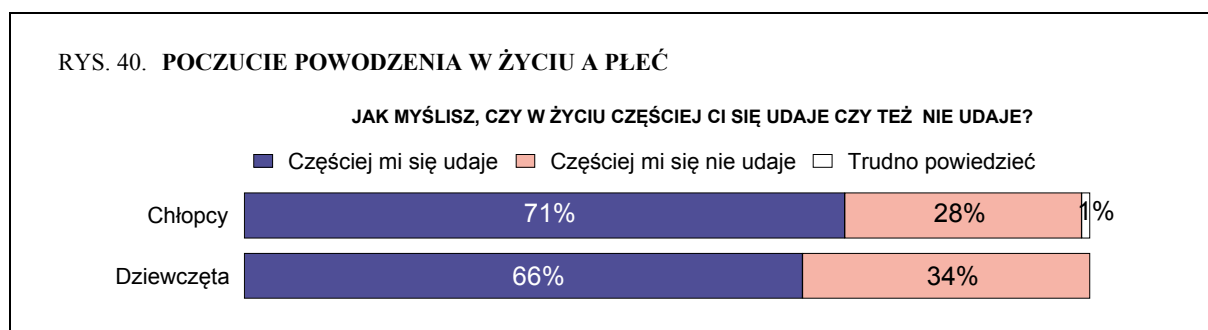 RYS. 40. POCZUCIE POWODZENIA W ŻYCIU A PŁEĆ
JAK MYŚLISZ, CZY W ŻYCIU CZĘŚCIEJ CI SIĘ UDAJE CZY TEŻ NIE UDAJE?
Częściej mi się udaje Częściej mi się nie udaje Trudno powiedzieć
Chłopcy 71% 28% 1%
Dziewczęta 66% 34%